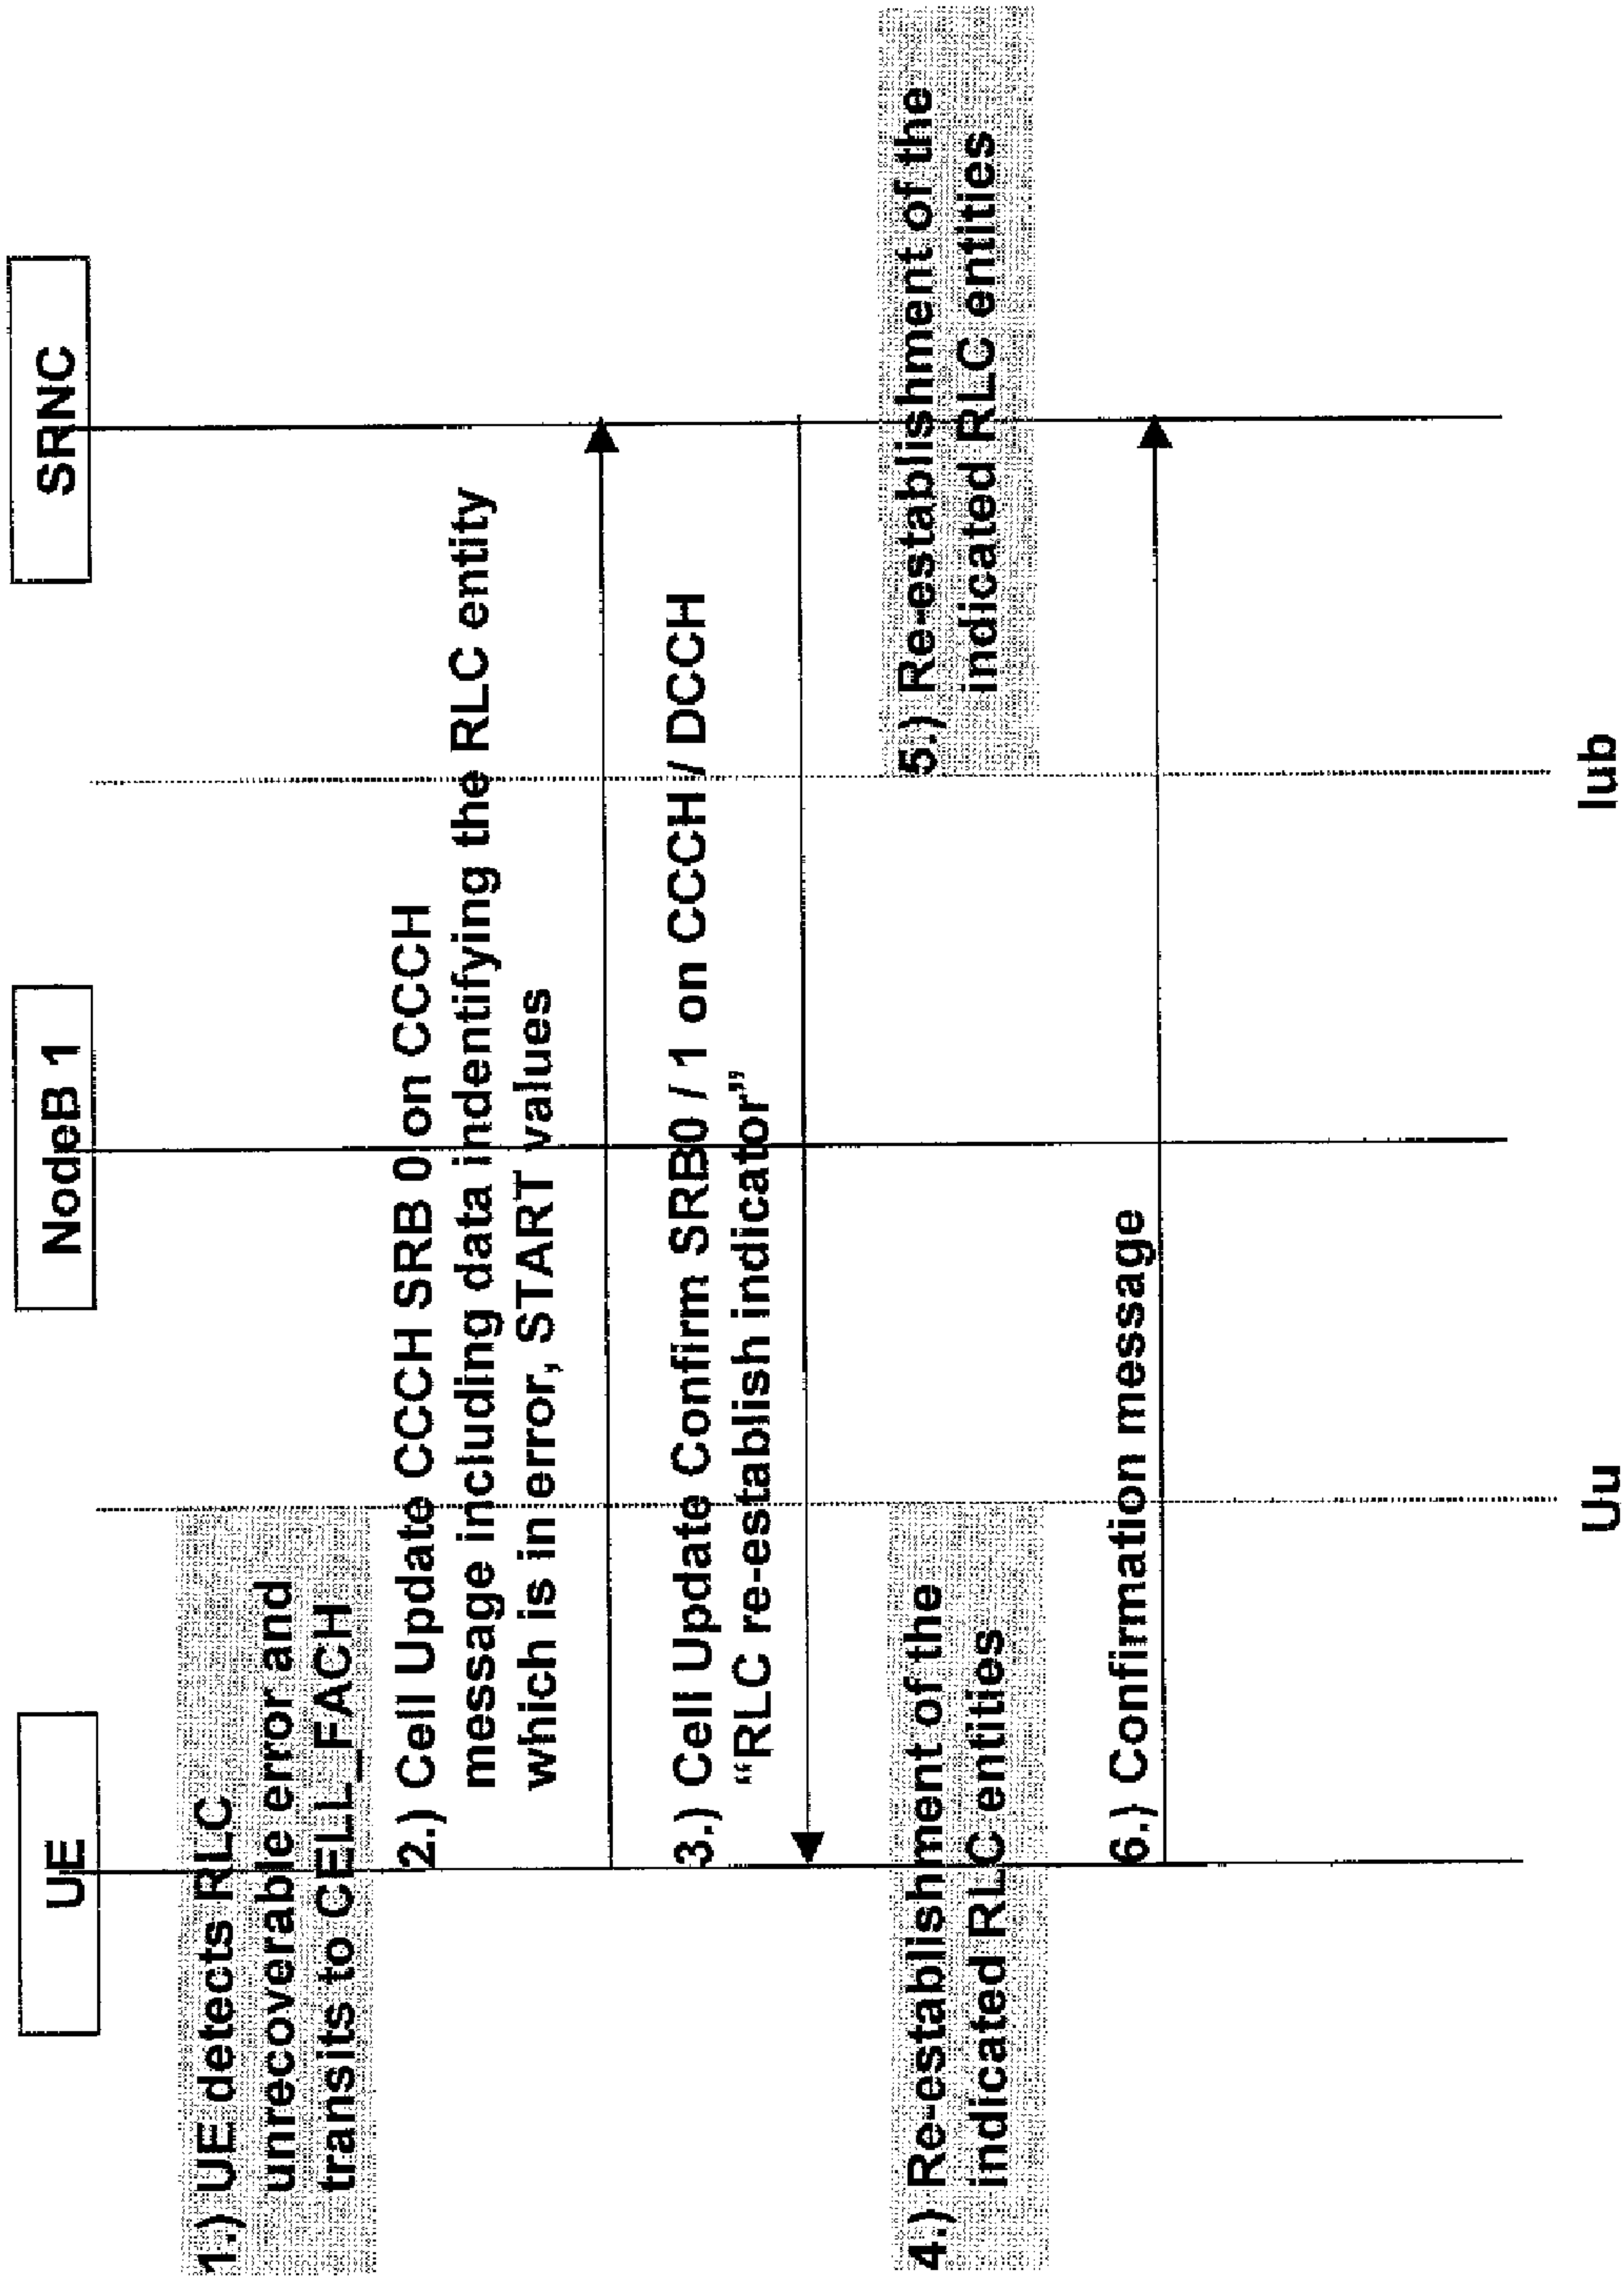 UE
NodeB 1
SRNC
1.) UE detects RLC
unrecoverable error and
transits to CELL_FACH
2.) Cell Update CCCH SRB 0 on CCCH
message including data indentifying the RLC entity
which is in error, START values
3.) Cell Update Confirm SRB0 / 1 on CCCH / DCCH
“RLC re-establish indicator”
4.) Re-establishment of the
indicated RLC entities
5.) Re-establishment of the
indicated RLC entities
6.) Confirmation message
Uu
Iub